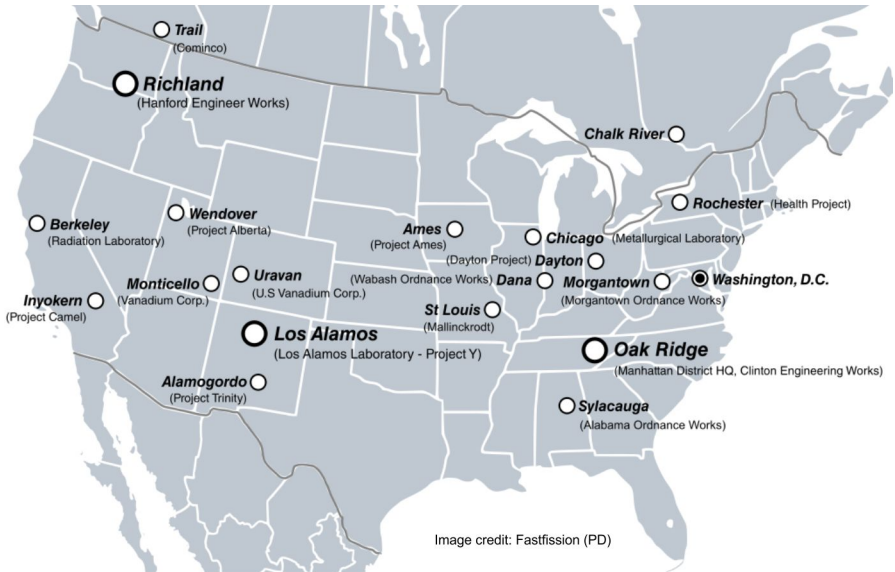 Trail
(Cominco)
Richland
(Hanford Engineer Works)
Chalk River
Rochester (Health Project)
Berkeley
(Radiation Laboratory)
Wendover
(Project Alberta)
Ames
(Project Ames)
Chicago (Metallurgical Laboratory)
(Dayton Project) Dayton
Monticello
(Vanadium Corp.)
Uravan
(U.S Vanadium Corp.)
(Wabash Ordnance Works) Dana
Morgantown
(Morgantown Ordnance Works)
Washington, D.C.
Inyokern
(Project Camel)
St Louis
(Mallinckrodt)
Los Alamos
(Los Alamos Laboratory - Project Y)
Oak Ridge
(Manhattan District HQ, Clinton Engineering Works)
Alamogordo
(Project Trinity)
Sylacauga
(Alabama Ordnance Works)
Image credit: Fastfission (PD)